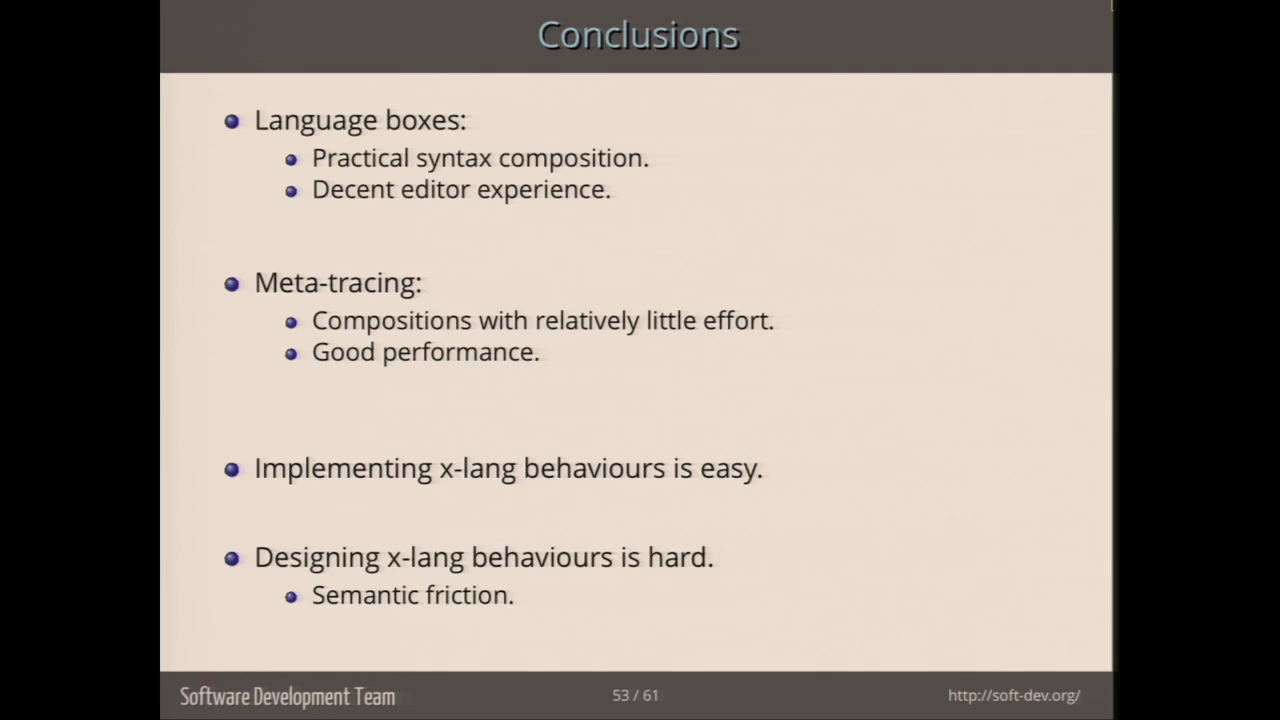 Conclusions
Language boxes:
Practical syntax composition.
Decent editor experience.
Meta-tracing:
Compositions with relatively little effort.
Good performance.
Implementing x-lang behaviours is easy.
Designing x-lang behaviours is hard.
Semantic friction.
Software Development Team
53 / 61
http://soft-dev.org/